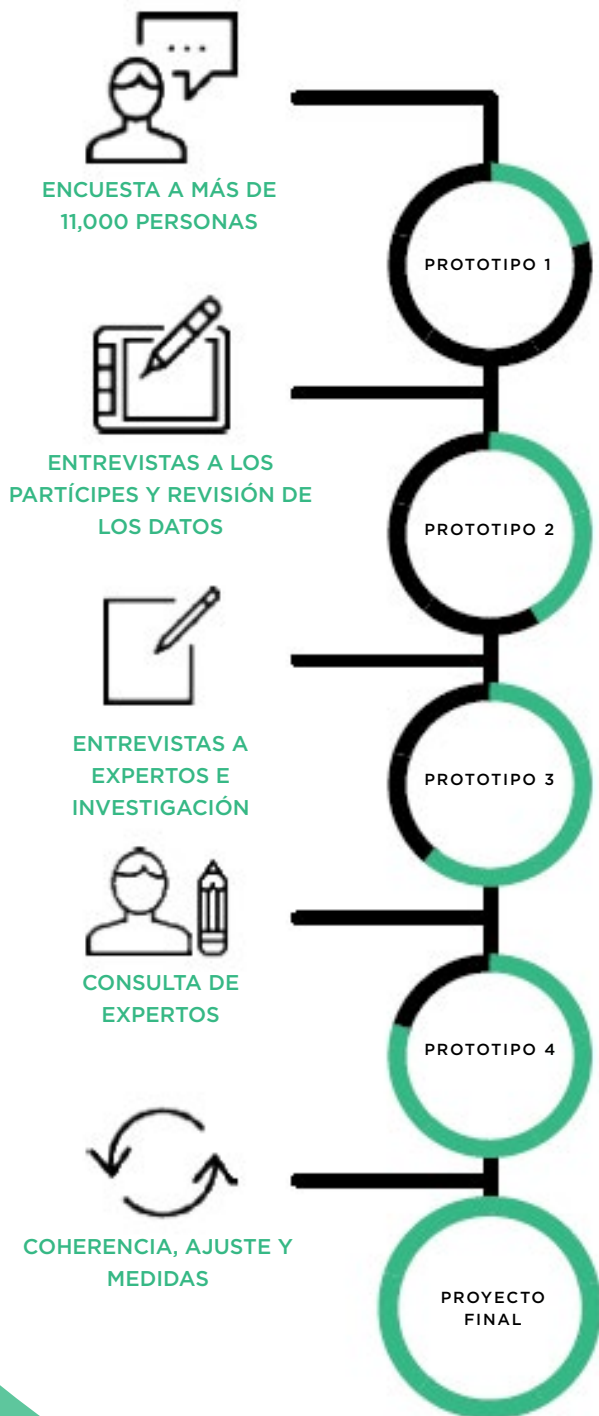 ENCUESTA A MÁS DE
11,000 PERSONAS
PROTOTIPO 1
ENTREVISTAS A LOS
PARTÍCIPES Y REVISIÓN DE
LOS DATOS
PROTOTIPO 2
ENTREVISTAS A
EXPERTOS E
INVESTIGACIÓN
PROTOTIPO 3
CONSULTA DE
EXPERTOS
PROTOTIPO 4
COHERENCIA, AJUSTE Y
MEDIDAS
PROYECTO
FINAL